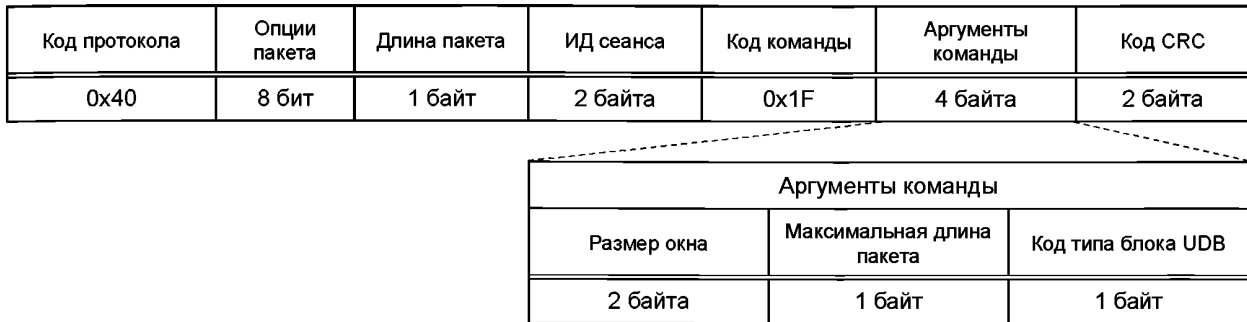 Код протокола
Опции
пакета
Длина пакета
ИД сеанса
Код команды
Аргументы
команды
Код CRC
0x40
8 бит
1 байт
2 байта
0x1F
4 байта
2 байта
Аргументы команды
Размер окна
Максимальная длина
пакета
Код типа блока UDB
2 байта
1 байт
1 байт